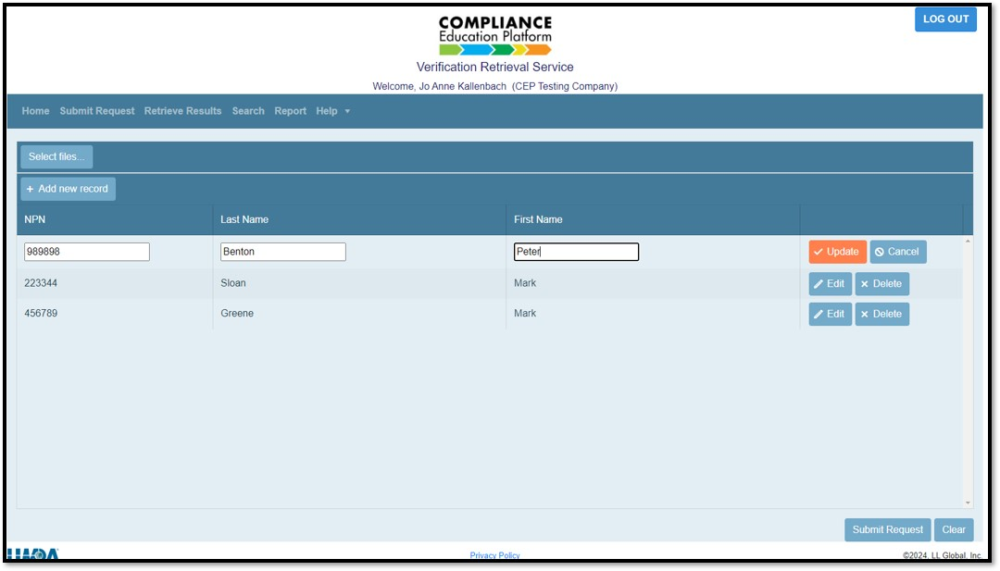 LOG OUT
COMPLIANCE
Education Platform
Verification Retrieval Service
Welcome, Jo Anne Kallenbach (CEP Testing Company)
Home Submit Request Retrieve Results Search Report Help
Select files...
+ Add new record
NPN Last Name First Name
989898 Benton Peter Update Cancel
223344 Sloan Mark Edit Delete
456789 Greene Mark Edit Delete
Submit Request Clear
Privacy Policy ©2024, LL Global, Inc.